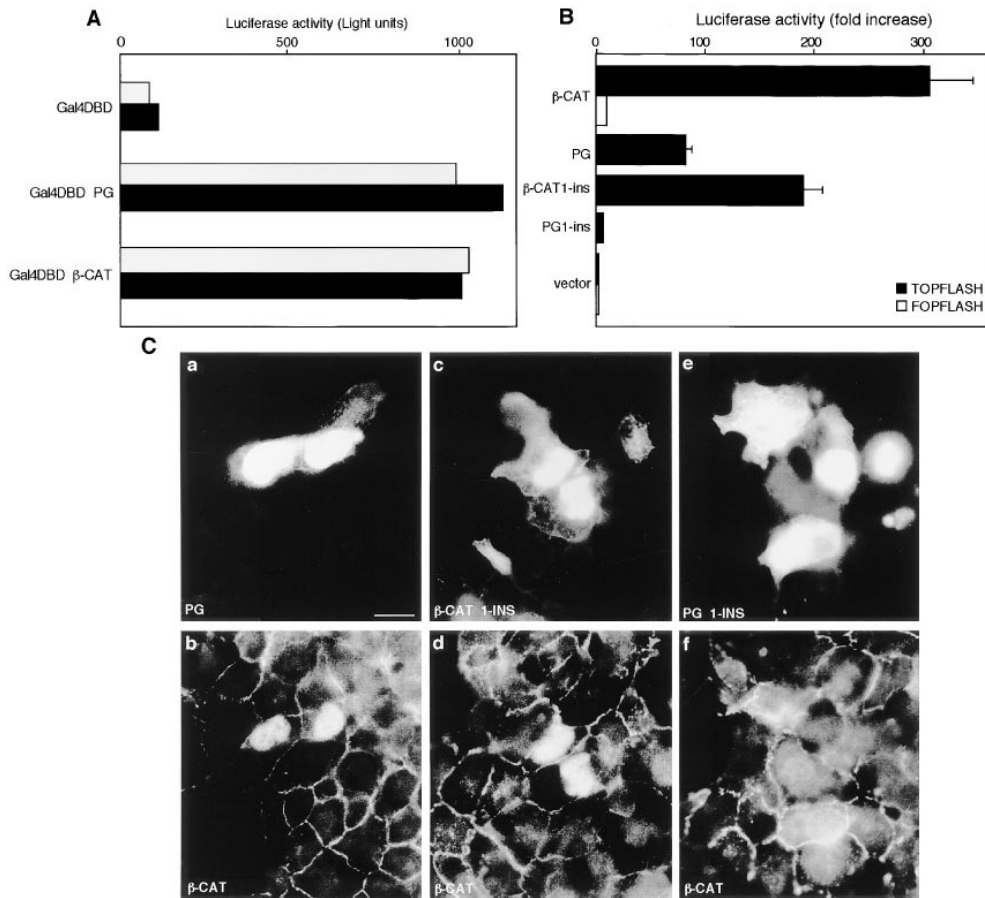 A
Luciferase activity (Light units)
0
500
1000
Gal4DBD
Gal4DBD PG
Gal4DBD β-CAT
B
Luciferase activity (fold increase)
0
100
200
300
β-CAT
PG
β-CAT1-ins
PG1-ins
vector
TOPFLASH
FOPFLASH
C
a
PG
c
β-CAT 1-INS
e
PG 1-INS
b
β-CAT
d
β-CAT
f
β-CAT